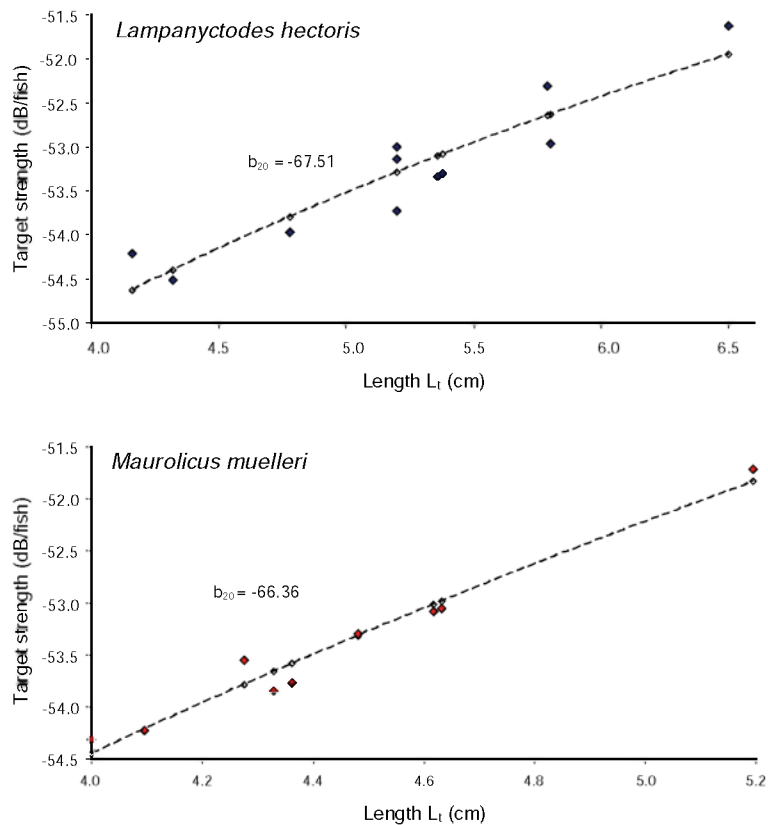 Lampanyctodes hectoris
Target strength (dB/fish)
-51.5
-52.0
-52.5
-53.0
-53.5
-54.0
-54.5
-55.0
b₂₀ = -67.51
4.0 4.5 5.0 5.5 6.0 6.5
Length Lₜ (cm)
Maurolicus muelleri
Target strength (dB/fish)
-51.5
-52.0
-52.5
-53.0
-53.5
-54.0
-54.5
b₂₀= -66.36
4.0 4.2 4.4 4.6 4.8 5.0 5.2
Length Lₜ (cm)